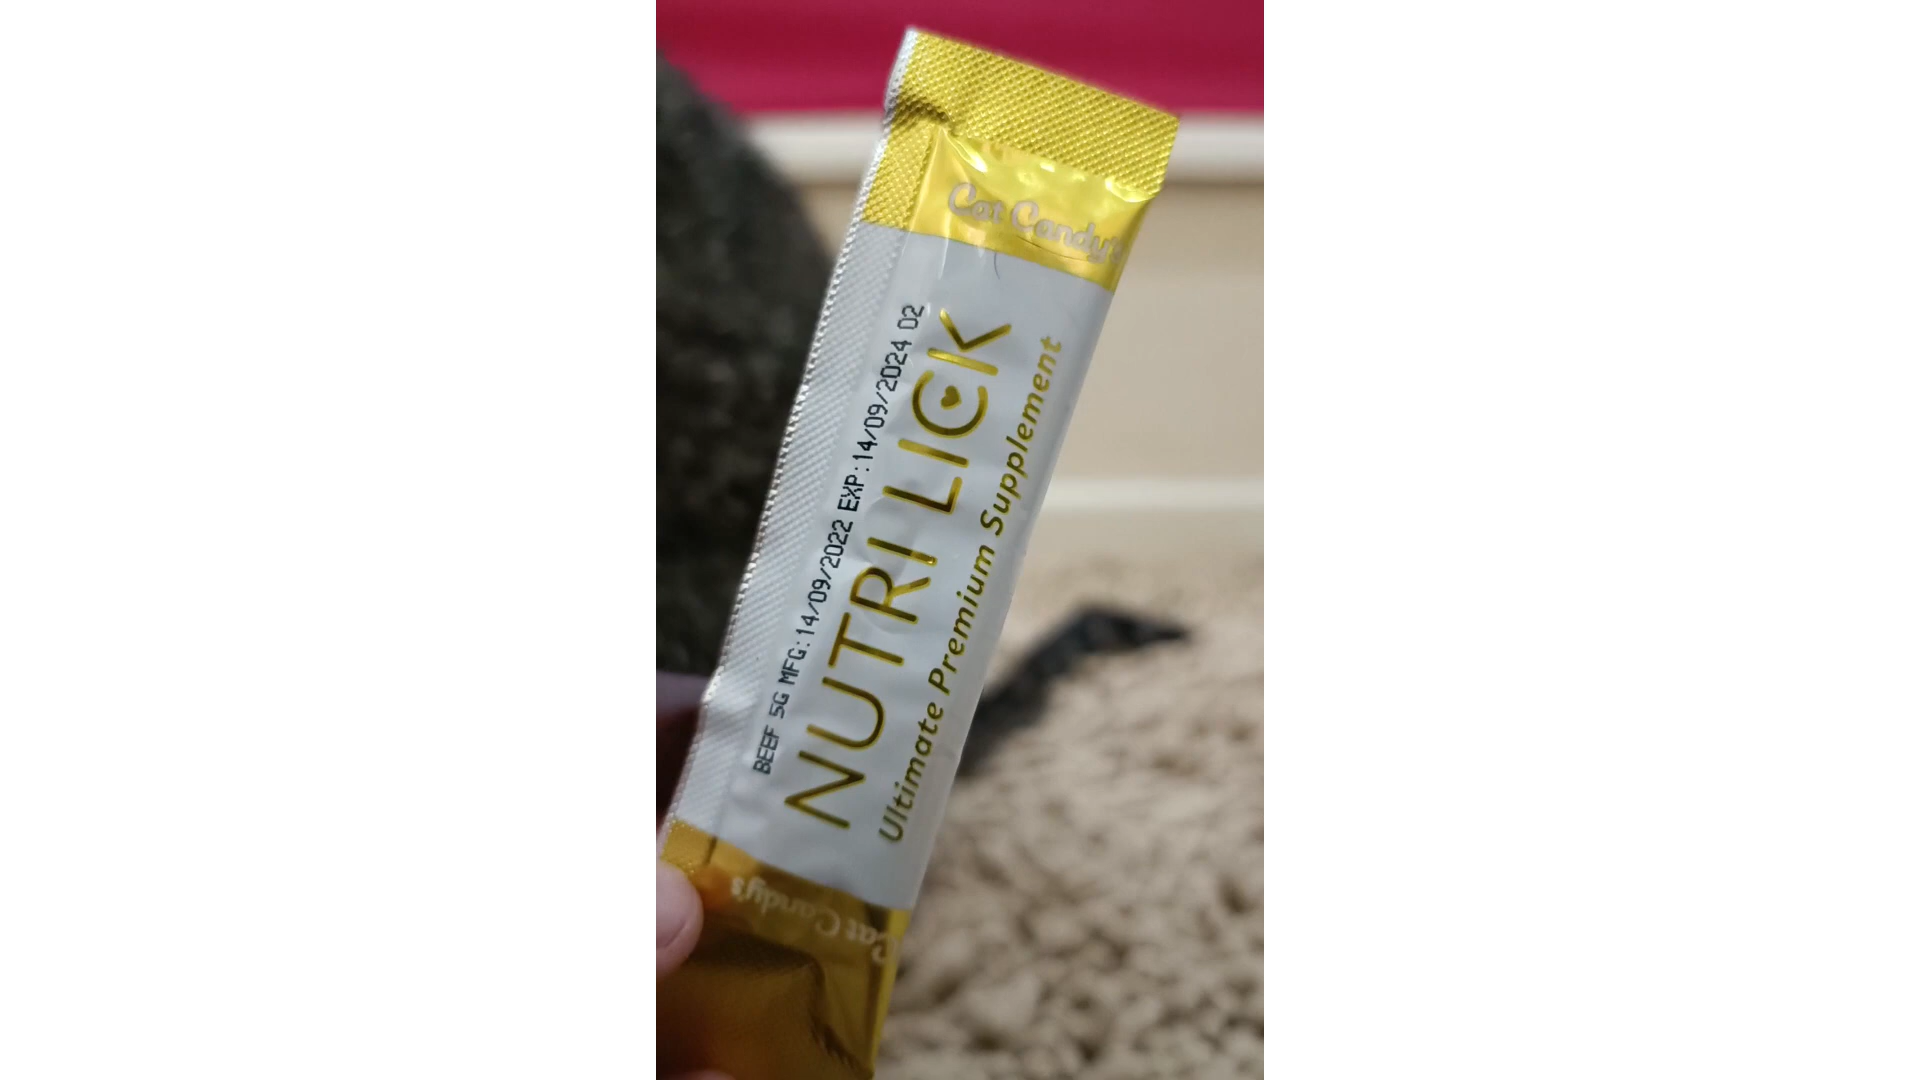 Cat Candy's
BEEF 5G MFG:14/09/2022 EXP:14/09/2024 02
NUTRI LICK
Ultimate Premium Supplement
Cat Candy's